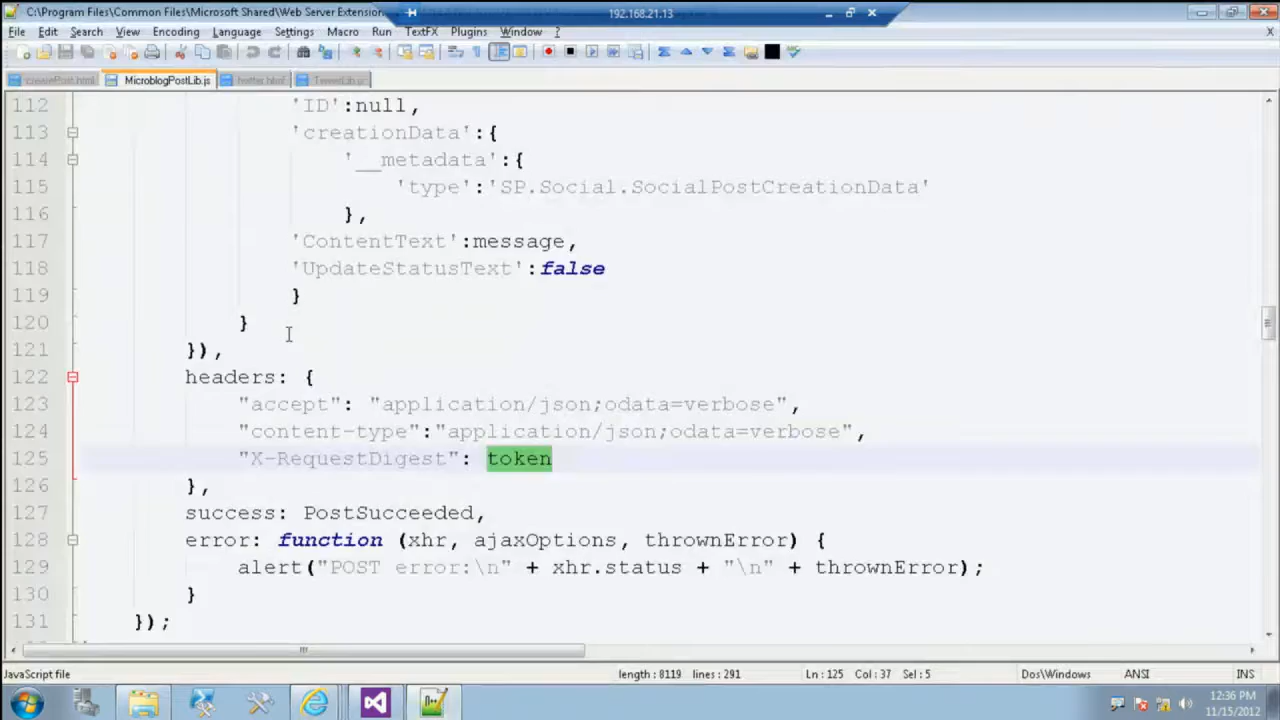 C:\Program Files\Common Files\Microsoft Shared\Web Server Extension
192.168.21.13
File Edit Search View Encoding Language Settings Macro Run TextFX Plugins Window ?
X
createPost.html MicroblogPostLib.js
112 'ID':null,
113 'creationData':{
114 '__metadata':{
115 'type':'SP.Social.SocialPostCreationData'
116 },
117 'ContentText':message,
118 'UpdateStatusText':false
119 }
120 }
121 }),
122 headers: {
123 "accept": "application/json;odata=verbose",
124 "content-type":"application/json;odata=verbose",
125 "X-RequestDigest": token
126 },
127 success: PostSucceeded,
128 error: function (xhr, ajaxOptions, thrownError) {
129 alert("POST error:\n" + xhr.status + "\n" + thrownError);
130 }
131 });
JavaScript file length : 8119 lines : 291 Ln : 125 Col : 37 Sel : 5 Dos\Windows ANSI INS
12:36 PM
11/15/2012